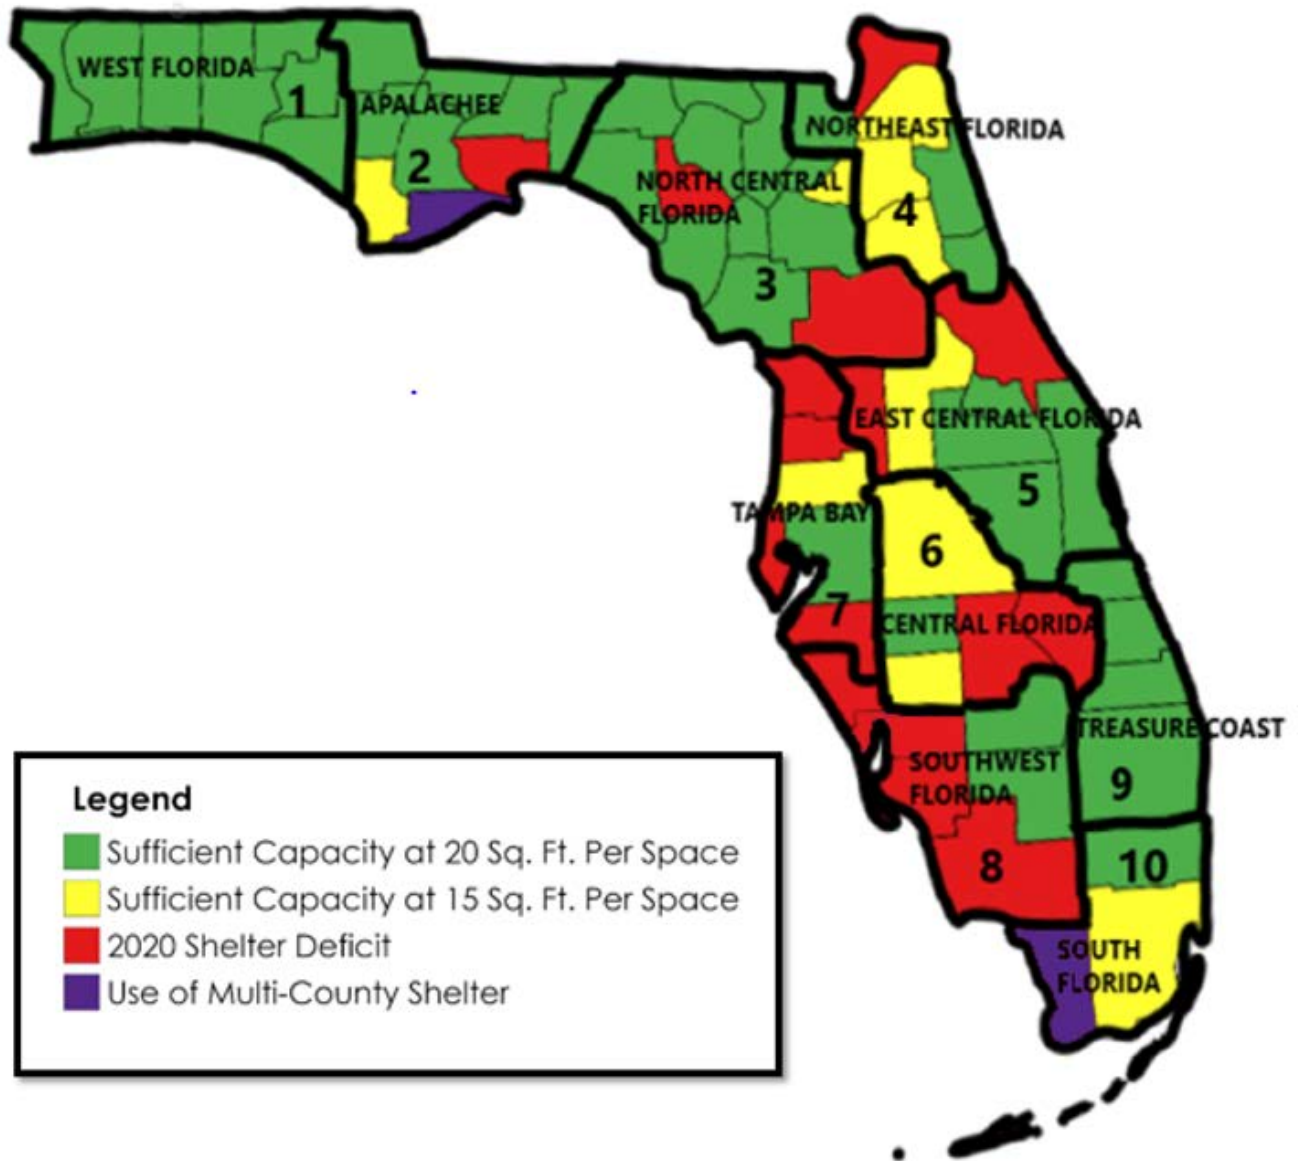 WEST FLORIDA
1
APALACHEE
2
NORTHEAST FLORIDA
NORTH CENTRAL
FLORIDA
4
3
EAST CENTRAL FLORIDA
5
TAMPA BAY
6
7
CENTRAL FLORIDA
TREASURE COAST
SOUTHWEST
FLORIDA
9
8
10
SOUTH
FLORIDA
Legend
Sufficient Capacity at 20 Sq. Ft. Per Space
Sufficient Capacity at 15 Sq. Ft. Per Space
2020 Shelter Deficit
Use of Multi-County Shelter